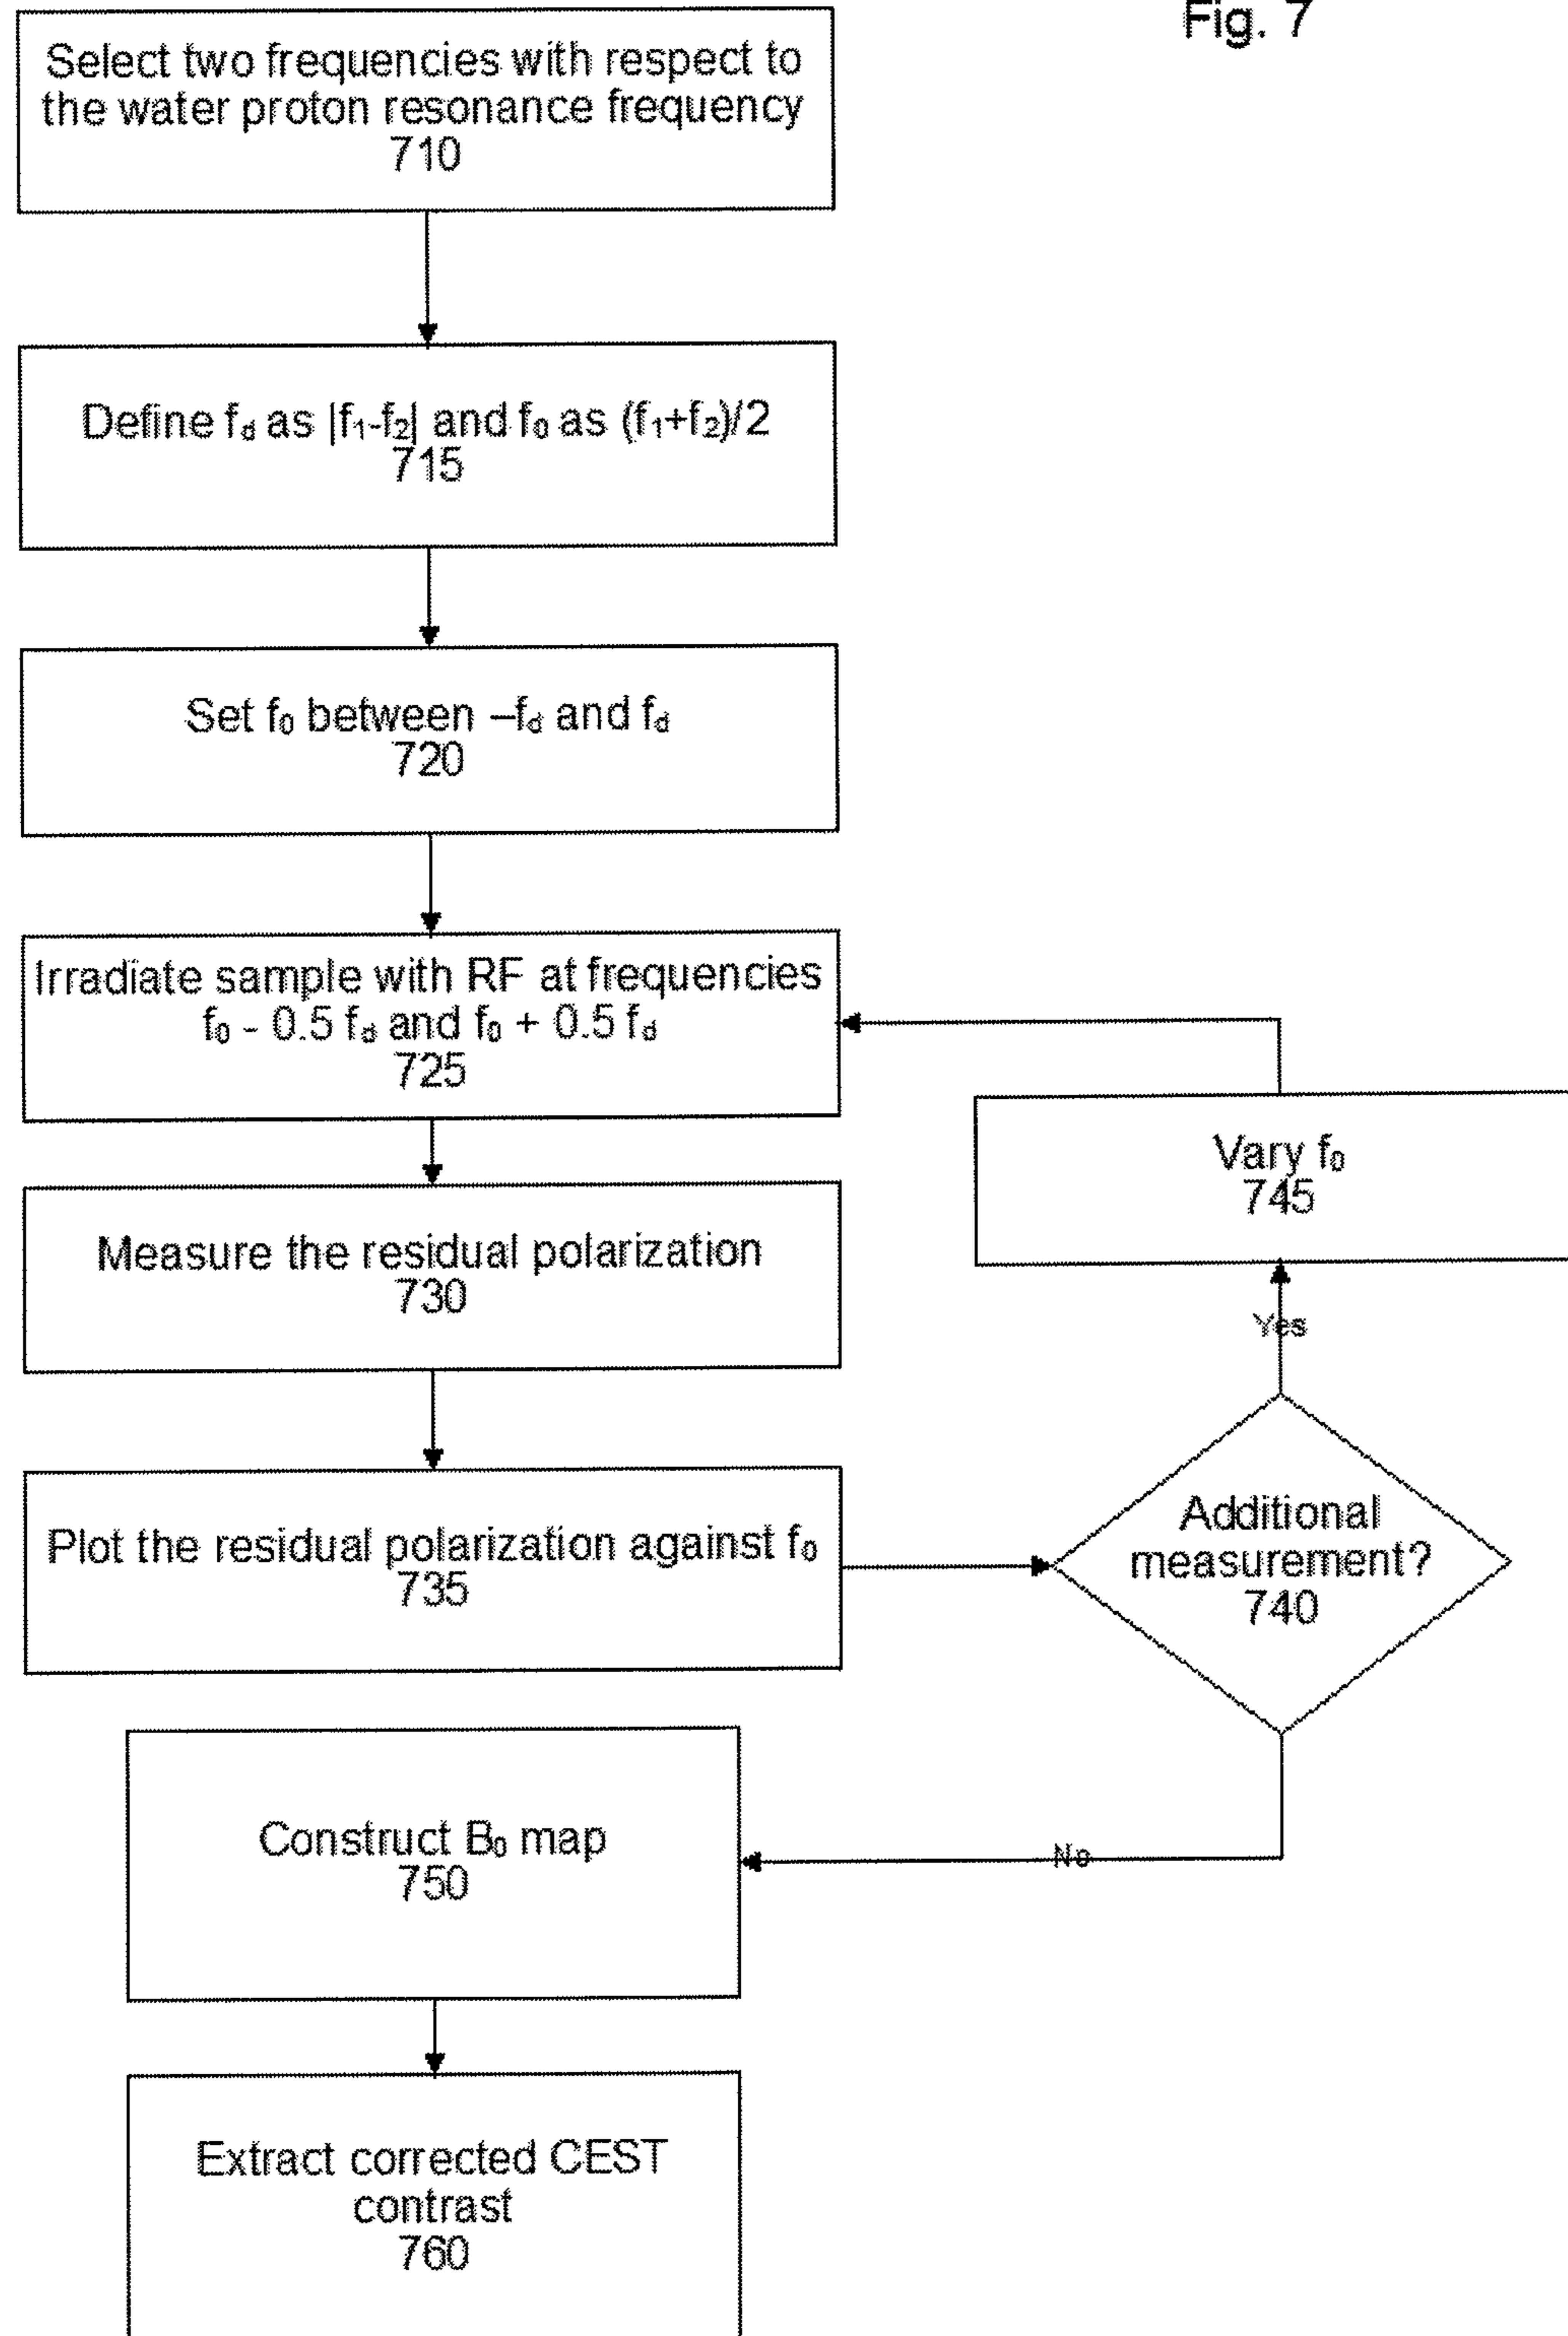 Fig. 7
Select two frequencies with respect to
the water proton resonance frequency
710
Define f₁d as |f₁-f₂| and f₀ as (f₁+f₂)/2
715
Set f₀ between –fd and fd
720
Irradiate sample with RF at frequencies
f₀ - 0.5 fd and f₀ + 0.5 fd
725
Measure the residual polarization
730
Plot the residual polarization against f₀
735
Vary f₀
745
Yes
Additional
measurement?
740
No
Construct B₀ map
750
Extract corrected CEST
contrast
760